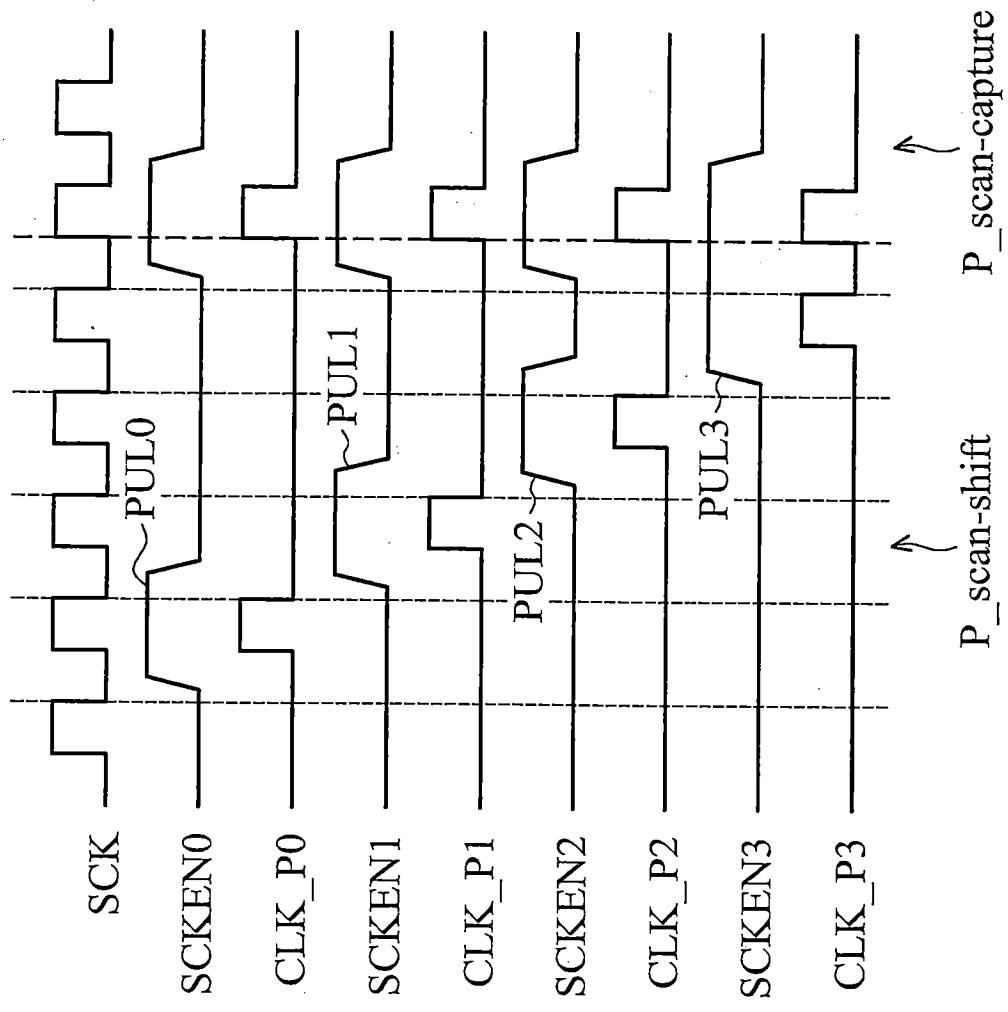 SCK
SCKEN0
PUL0
CLK_P0
SCKEN1
PUL1
CLK_P1
SCKEN2
PUL2
CLK_P2
SCKEN3
PUL3
CLK_P3
P_scan-shift
P_scan-capture